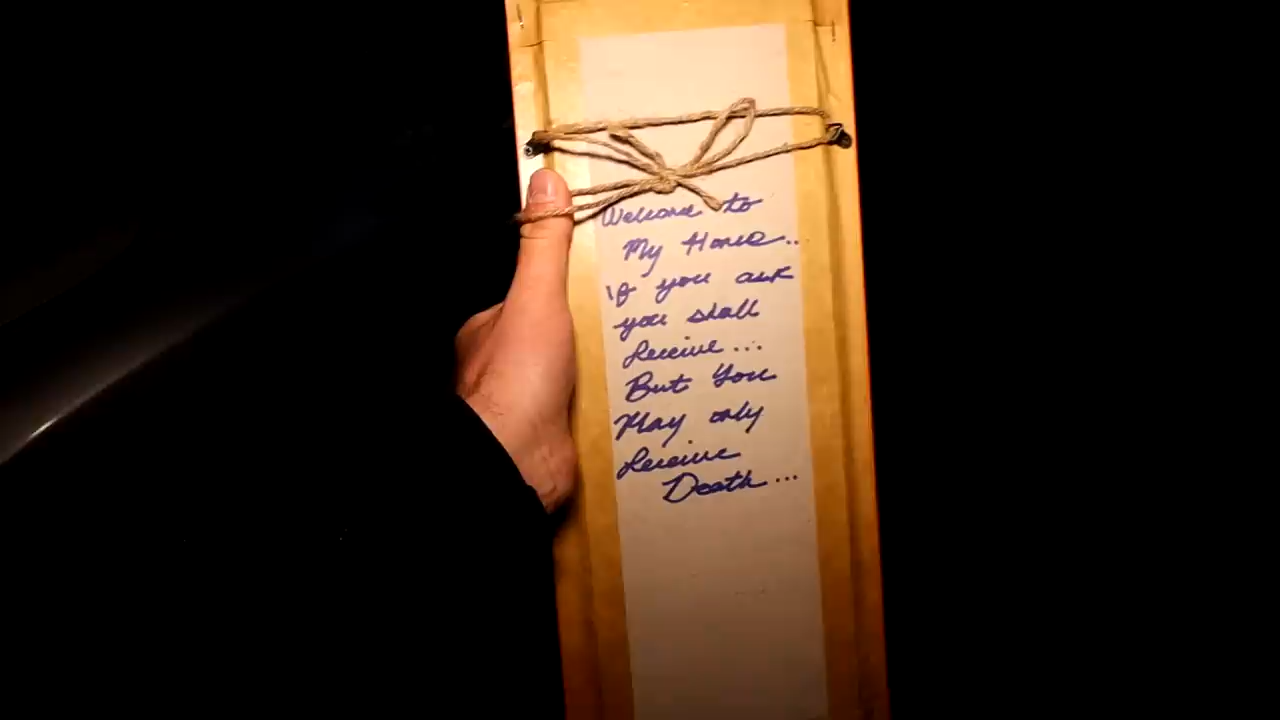 Welcome to
My Home..
if you ask
you shall
Receive...
But You
May only
Receive
Death...